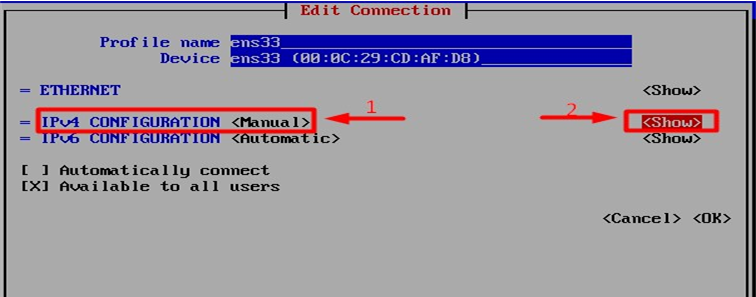 Edit Connection
Profile name ens33
Device ens33 (00:0C:29:CD:AF:D8)
= ETHERNET <Show>
1
2
= IPv4 CONFIGURATION <Manual> <Show>
= IPv6 CONFIGURATION <Automatic> <Show>
[ ] Automatically connect
[X] Available to all users
<Cancel> <OK>